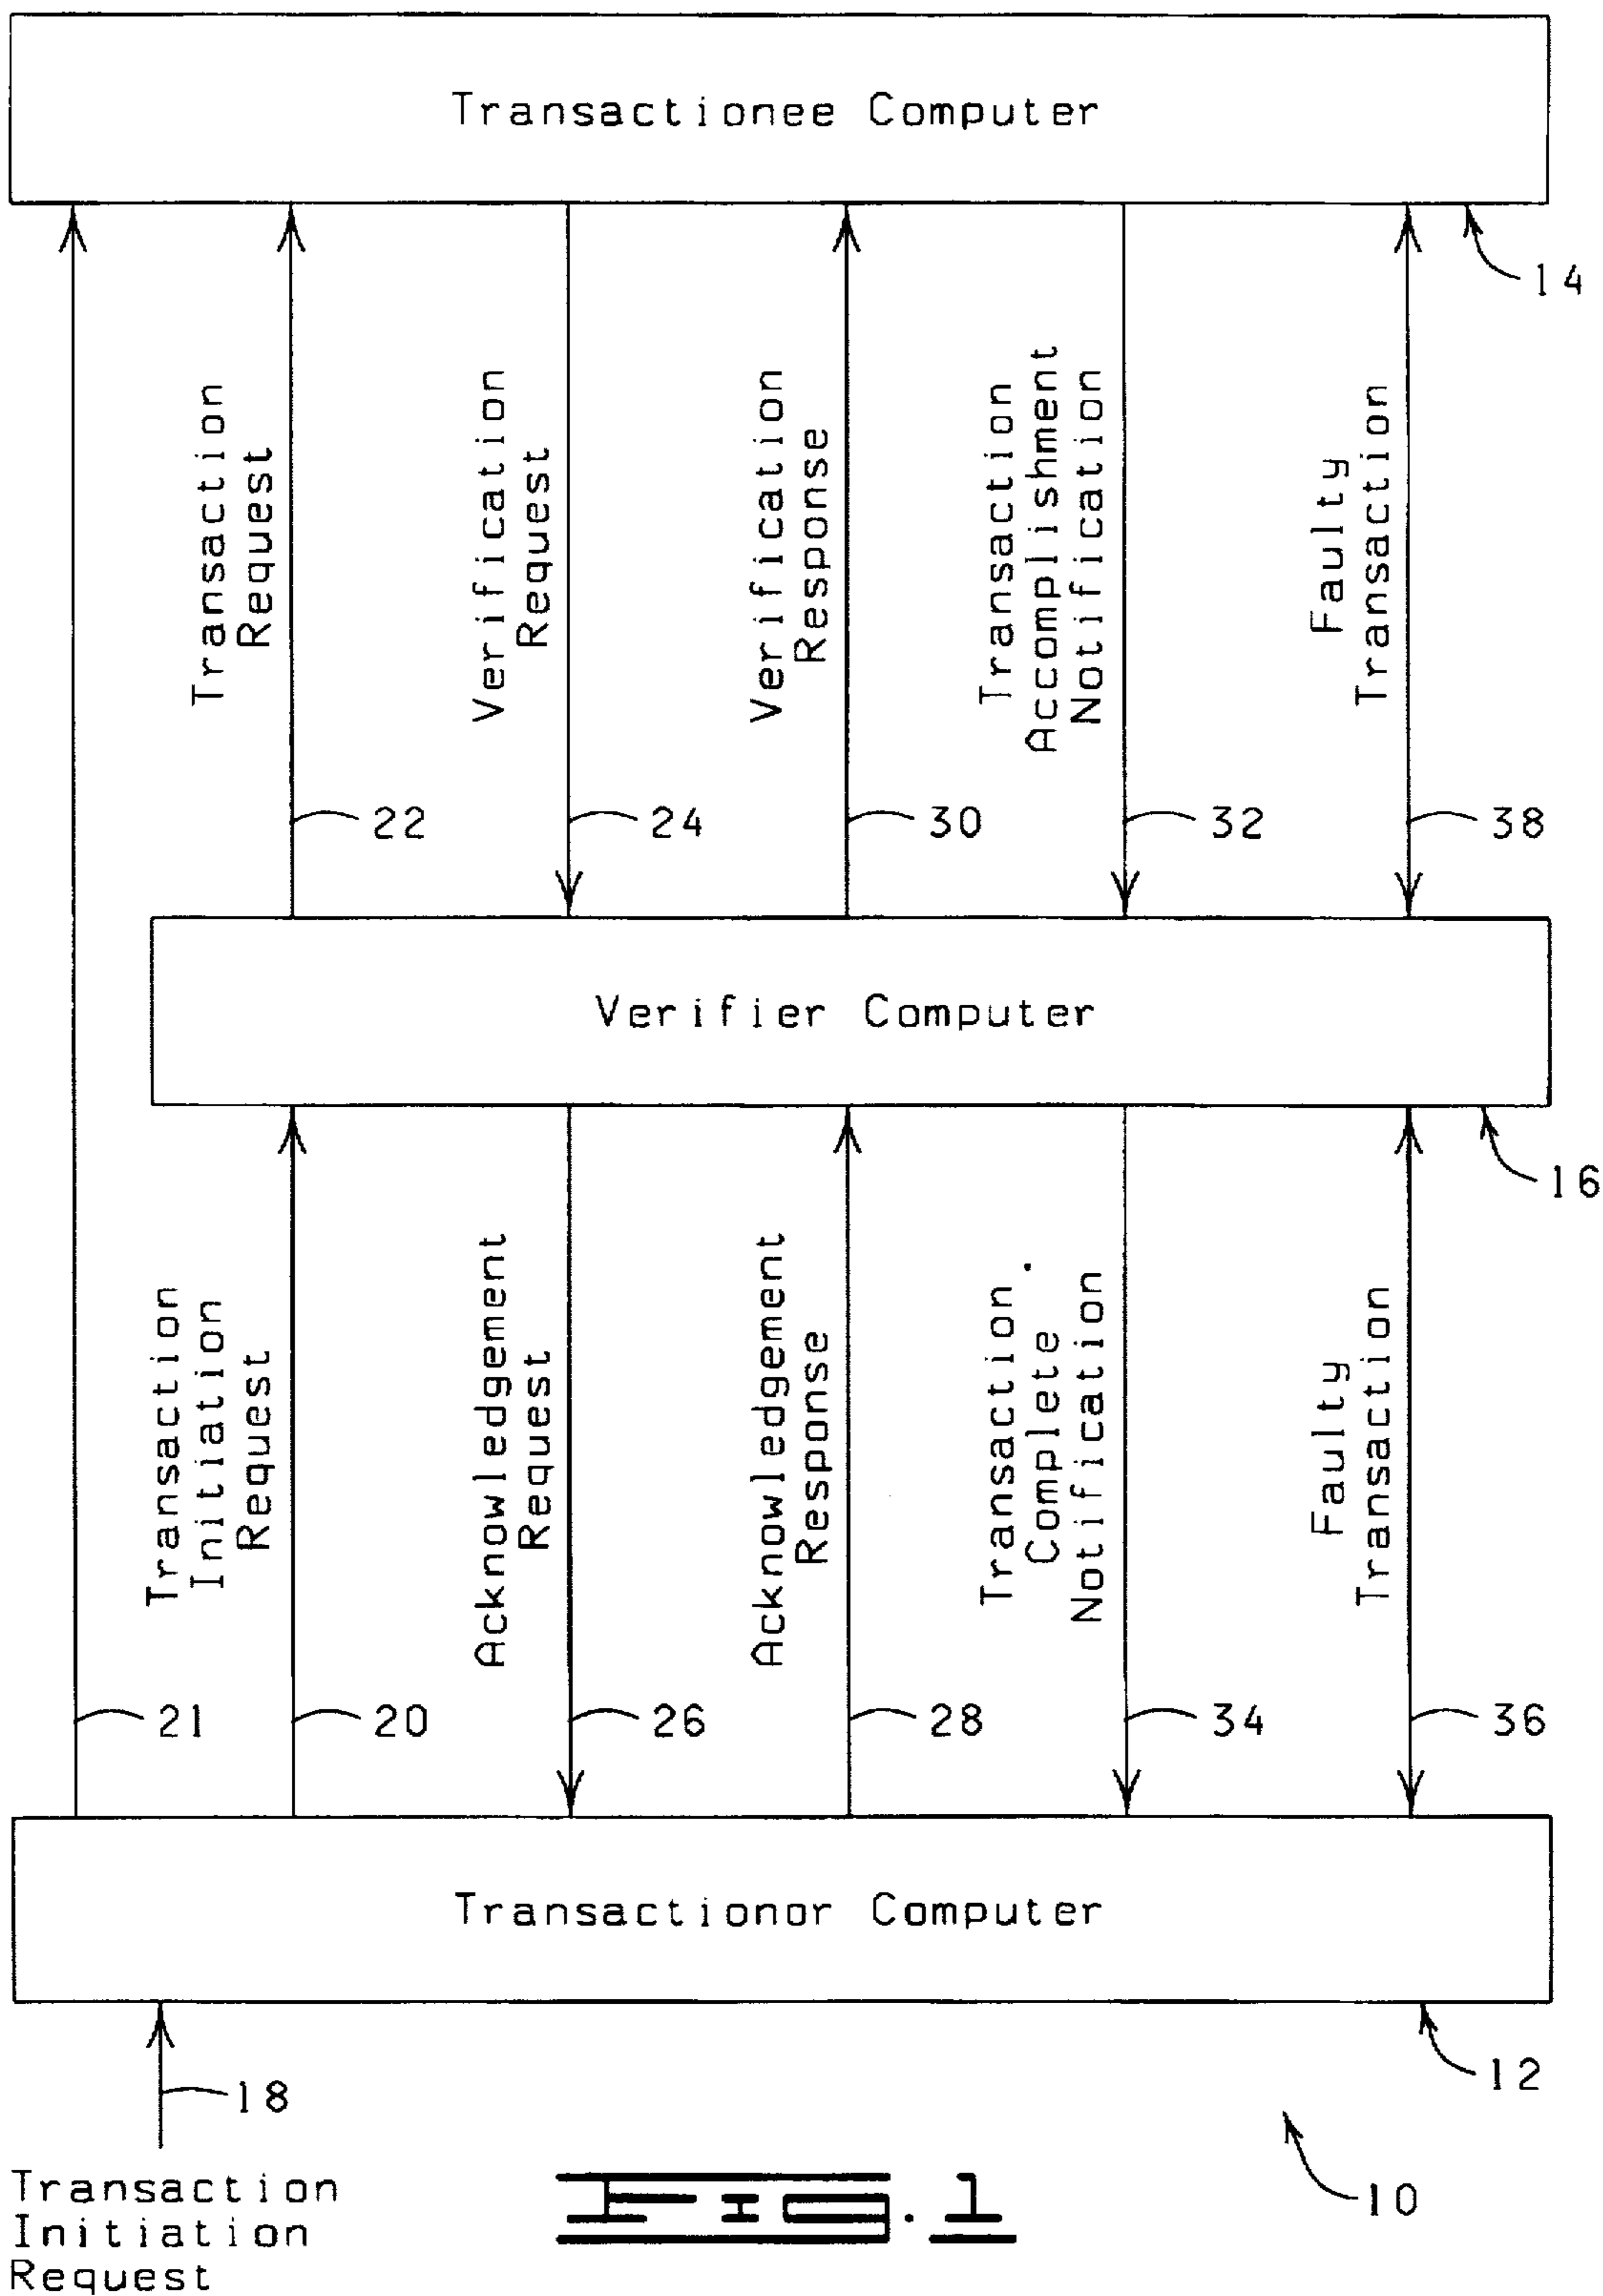 Transactionee Computer
14
Transaction
Request
Verification
Request
Verification
Response
Transaction
Accomplishment
Notification
Faulty
Transaction
22
24
30
32
38
Verifier Computer
16
Transaction
Initiation
Request
Acknowledgement
Request
Acknowledgement
Response
Transaction
Complete
Notification
Faulty
Transaction
21
20
26
28
34
36
Transactionor Computer
12
18
10
Transaction
Initiation
Request
FIG. 1